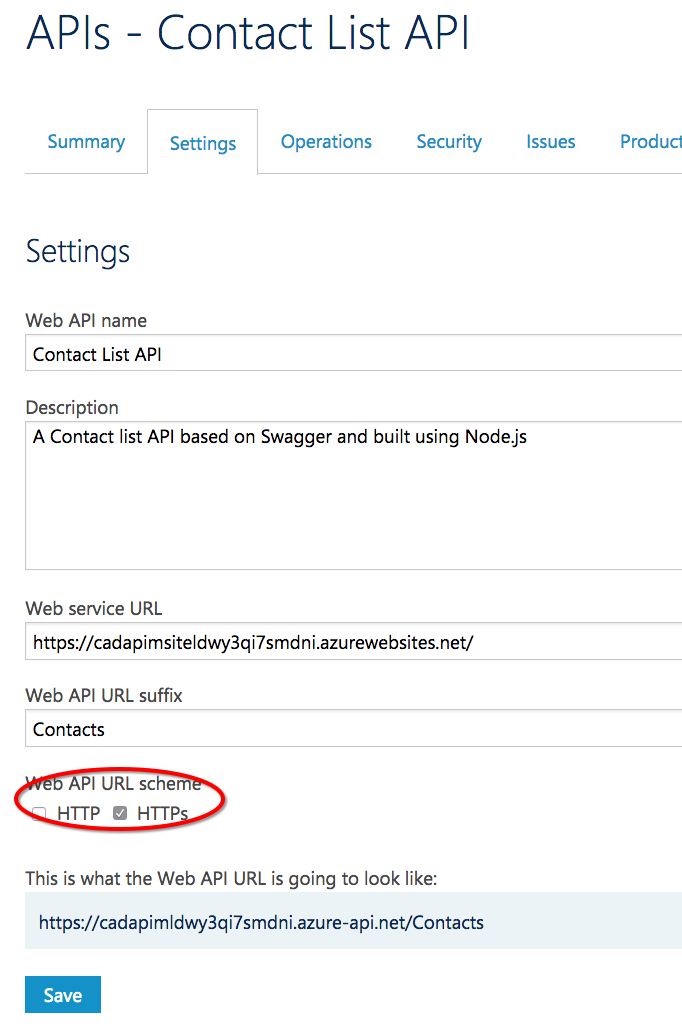 APIs - Contact List API
Summary Settings Operations Security Issues Product
Settings
Web API name
Contact List API
Description
A Contact list API based on Swagger and built using Node.js
Web service URL
https://cadapimsiteldwy3qi7smdni.azurewebsites.net/
Web API URL suffix
Contacts
Web API URL scheme
HTTP HTTPs
This is what the Web API URL is going to look like:
https://cadapimldwy3qi7smdni.azure-api.net/Contacts
Save